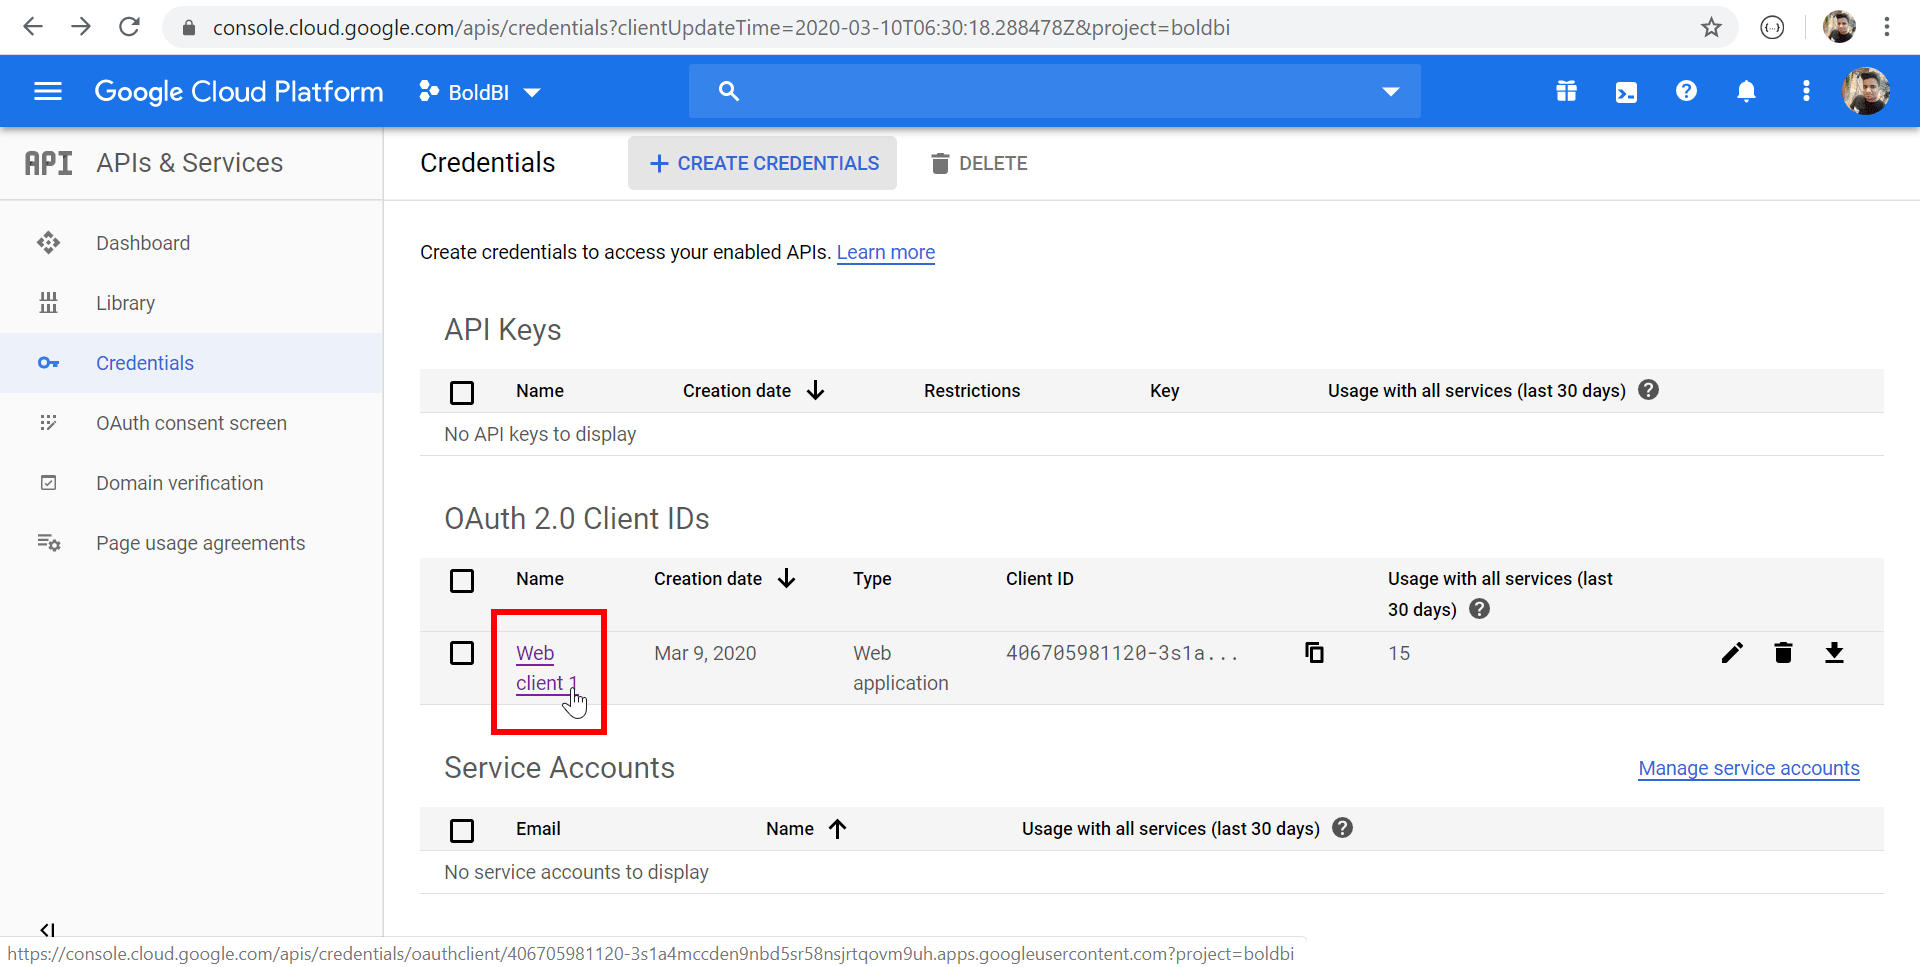 console.cloud.google.com/apis/credentials?clientUpdateTime=2020-03-10T06:30:18.288478Z&project=boldbi
Google Cloud Platform
BoldBI
API
APIs & Services
Credentials
+ CREATE CREDENTIALS
DELETE
Dashboard
Library
Credentials
OAuth consent screen
Domain verification
Page usage agreements
Create credentials to access your enabled APIs. Learn more
API Keys
Name Creation date Restrictions Key Usage with all services (last 30 days)
No API keys to display
OAuth 2.0 Client IDs
Name Creation date Type Client ID Usage with all services (last
30 days)
Web Mar 9, 2020 Web 406705981120-3s1a... 15
client 1 application
Service Accounts
Manage service accounts
Email Name Usage with all services (last 30 days)
No service accounts to display
https://console.cloud.google.com/apis/credentials/oauthclient/406705981120-3s1a4mccden9nbd5sr58nsjrtqovm9uh.apps.googleusercontent.com?project=boldbi